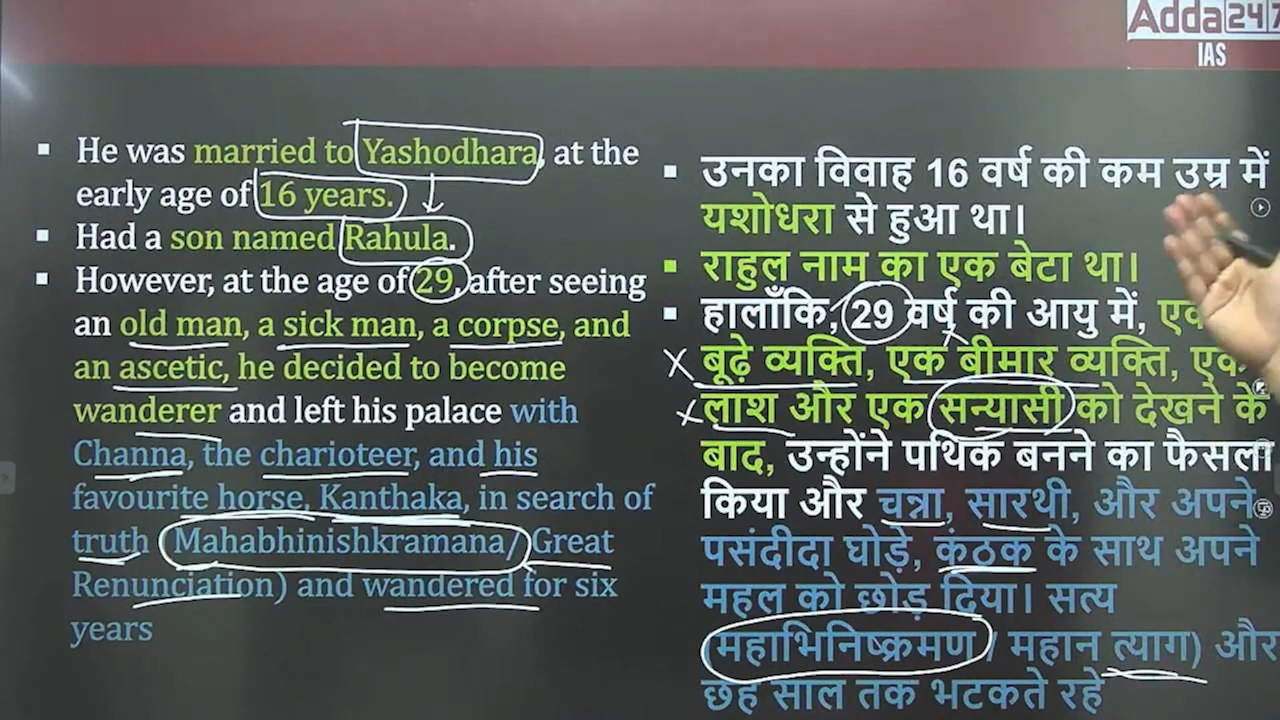 Adda247
IAS
▪ He was married to Yashodhara, at the
early age of 16 years.
▪ Had a son named Rahula.
▪ However, at the age of 29, after seeing
an old man, a sick man, a corpse, and
an ascetic, he decided to become
wanderer and left his palace with
Channa, the charioteer, and his
favourite horse, Kanthaka, in search of
truth (Mahabhinishkramana/ Great
Renunciation) and wandered for six
years
▪ उनका विवाह 16 वर्ष की कम उम्र में
यशोधरा से हुआ था।
▪ राहुल नाम का एक बेटा था।
▪ हालाँकि, 29 वर्ष की आयु में,
बूढ़े व्यक्ति, एक बीमार व्यक्ति,
लाश और एक सन्यासी को देखने के
बाद, उन्होंने पथिक बनने का फैसला
किया और चन्ना, सारथी, और अपने
पसंदीदा घोड़े, कंठक के साथ अपने
महल को छोड़ दिया। सत्य
(महाभिनिष्क्रमण / महान त्याग) और
छह साल तक भटकते रहे